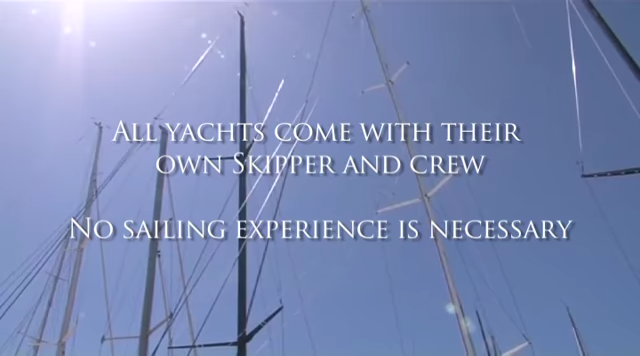 All yachts come with their
own Skipper and crew
No sailing experience is necessary